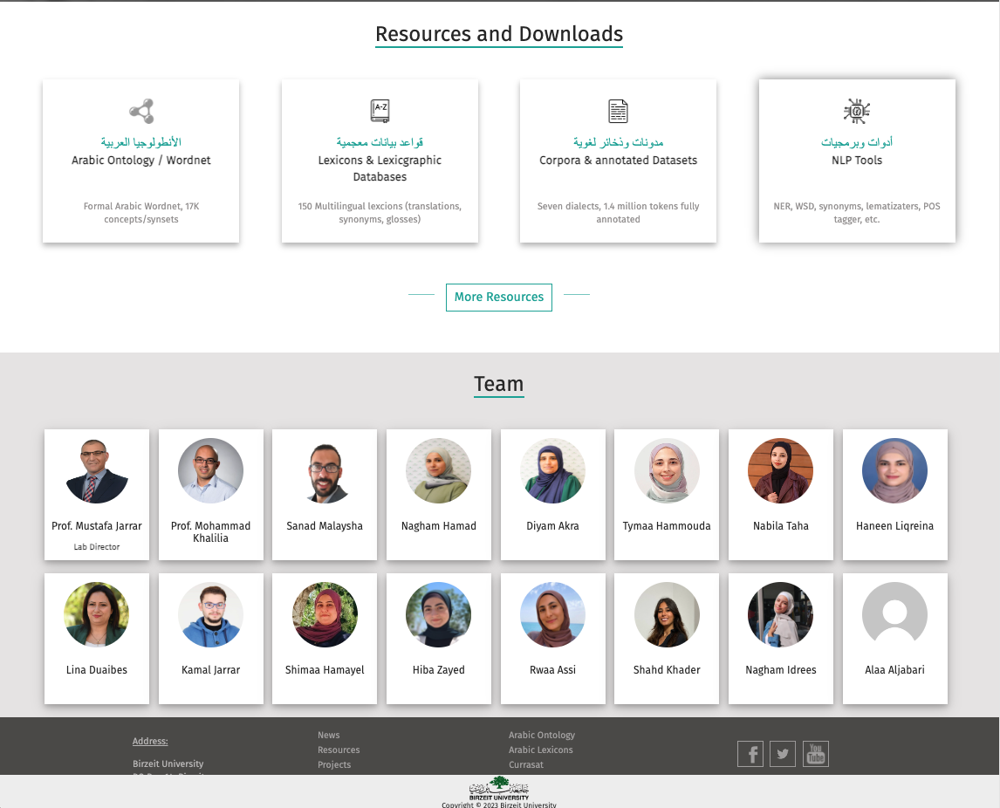 Resources and Downloads
A-Z
الأنطولوجيا العربية
Arabic Ontology / Wordnet
Formal Arabic Wordnet, 17K
concepts/synsets
قواعد بيانات معجمية
Lexicons & Lexicgraphic
Databases
150 Multilingual lexcions (translations,
synonyms, glosses)
مدونات وذخائر لغوية
Corpora & annotated Datasets
Seven dialects, 1.4 million tokens fully
annotated
أدوات وبرمجيات
NLP Tools
NER, WSD, synonyms, lematizaters, POS
tagger, etc.
More Resources
Team
Prof. Mustafa Jarrar
Lab Director
Prof. Mohammad
Khalilia
Sanad Malaysha
Nagham Hamad
Diyam Akra
Tymaa Hammouda
Nabila Taha
Haneen Liqreina
Lina Duaibes
Kamal Jarrar
Shimaa Hamayel
Hiba Zayed
Rwaa Assi
Shahd Khader
Nagham Idrees
Alaa Aljabari
Address:
Birzeit University
News
Resources
Projects
Arabic Ontology
Arabic Lexicons
Currasat
You
Tube
جامعة بيرزيت
BIRZEIT UNIVERSITY
Copyright © 2023 Birzeit University